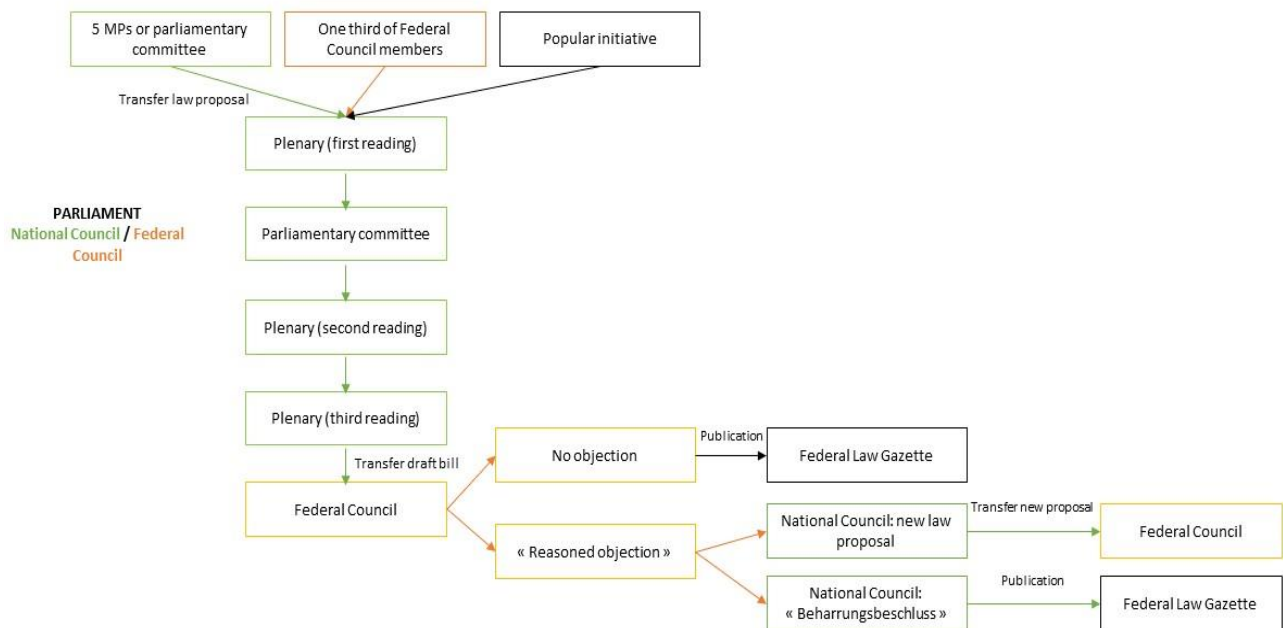 5 MPs or parliamentary
committee
One third of Federal
Council members
Popular initiative
Transfer law proposal
Plenary (first reading)
PARLIAMENT
National Council / Federal
Council
Parliamentary committee
Plenary (second reading)
Plenary (third reading)
Transfer draft bill
Federal Council
No objection
Publication
Federal Law Gazette
« Reasoned objection »
National Council: new law
proposal
Transfer new proposal
Federal Council
National Council:
« Beharrungsbeschluss »
Publication
Federal Law Gazette